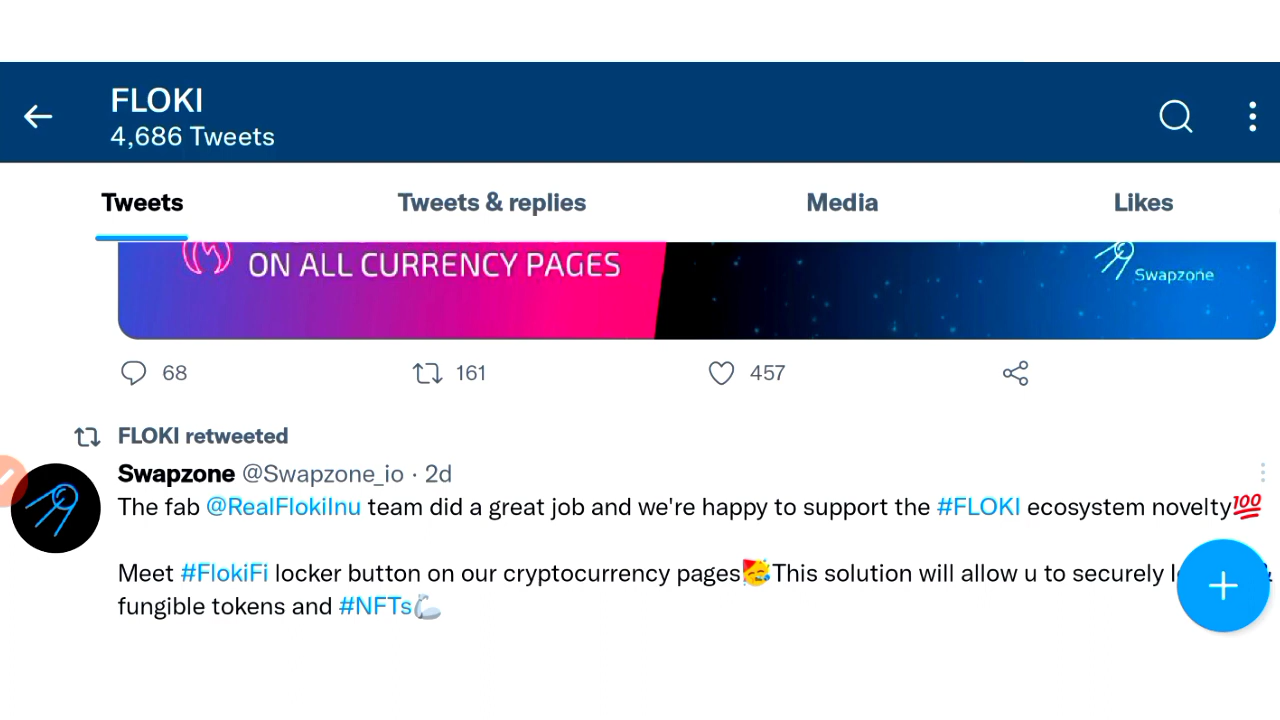 FLOKI
4,686 Tweets
Tweets Tweets & replies Media Likes
ON ALL CURRENCY PAGES
Swapzone
68 161 457
FLOKI retweeted
Swapzone @Swapzone_io · 2d
The fab @RealFlokiInu team did a great job and we're happy to support the #FLOKI ecosystem novelty💯
Meet #FlokiFi locker button on our cryptocurrency pages🥳This solution will allow u to securely
fungible tokens and #NFTs🦾